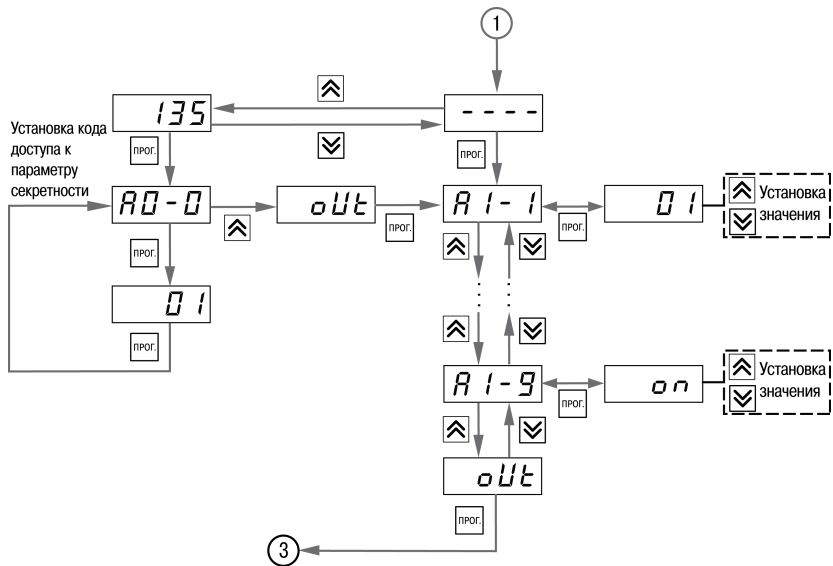 1
135
- - - -
ПРОГ.
ПРОГ.
Установка кода
доступа к
параметру
секретности
A0-0
oUt
ПРОГ.
A1-1
ПРОГ.
01
Установка
значения
ПРОГ.
01
ПРОГ.
A1-9
ПРОГ.
on
Установка
значения
oUt
ПРОГ.
3